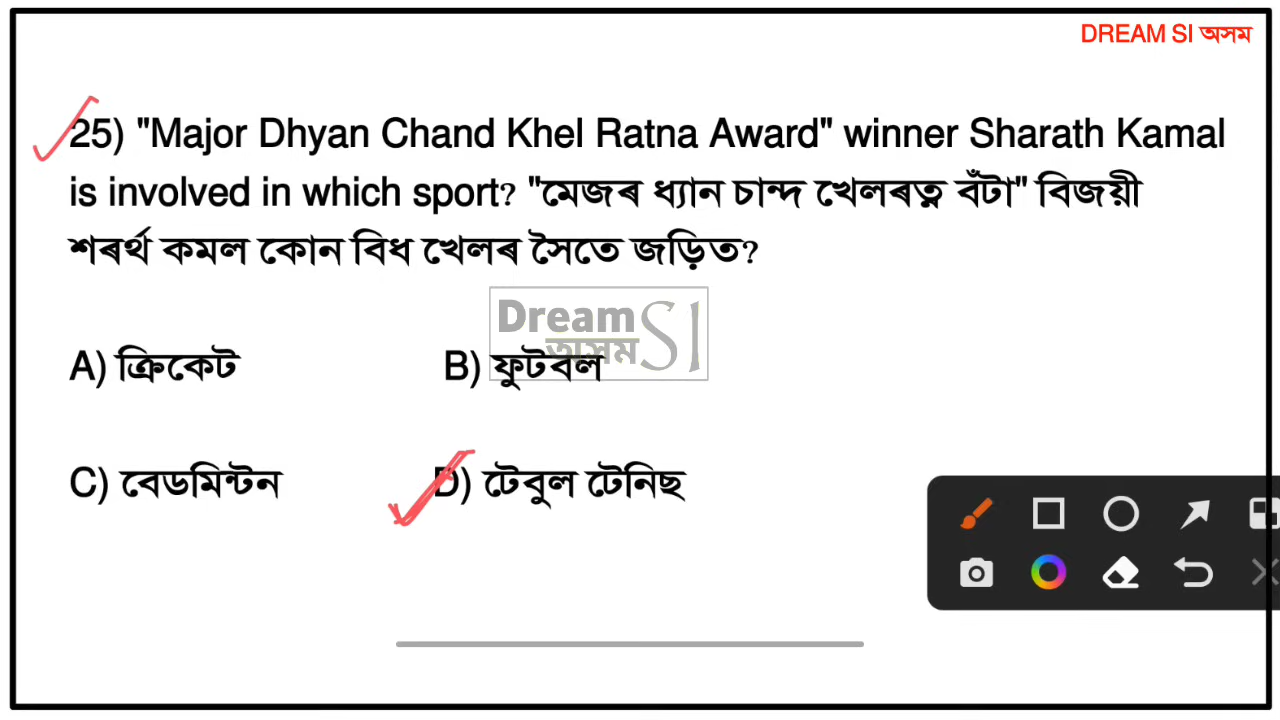 DREAM SI অসম
25) "Major Dhyan Chand Khel Ratna Award" winner Sharath Kamal
is involved in which sport? "মেজৰ ধ্যান চান্দ খেলৰত্ন বঁটা" বিজয়ী
শৰৰ্থ কমল কোন বিধ খেলৰ সৈতে জড়িত?
Dream SI
অসম
A) ক্ৰিকেট B) ফুটবল
C) বেডমিন্টন D) টেবুল টেনিছ